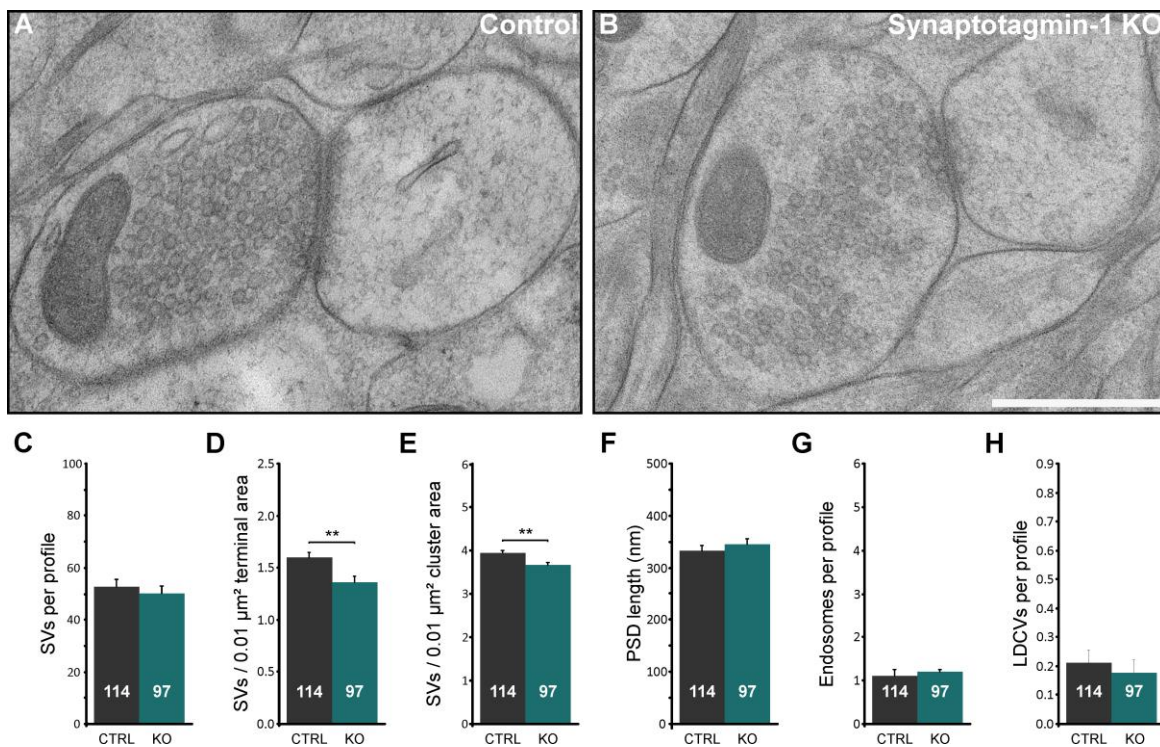 A
Control
B
Synaptotagmin-1 KO
C
SVs per profile
100
80
60
40
20
0
114
97
CTRL
KO
D
SVs / 0.01 µm² terminal area
2.5
2.0
1.5
1.0
0.5
0.0
**
114
97
CTRL
KO
E
SVs / 0.01 µm² cluster area
6
5
4
3
2
1
0
**
114
97
CTRL
KO
F
PSD length (nm)
500
400
350
300
200
100
0
114
97
CTRL
KO
G
Endosomes per profile
6
5
4
3
2
1
0
114
97
CTRL
KO
H
LDCVs per profile
0.9
0.8
0.7
0.6
0.5
0.4
0.3
0.2
0.1
0.0
114
97
CTRL
KO